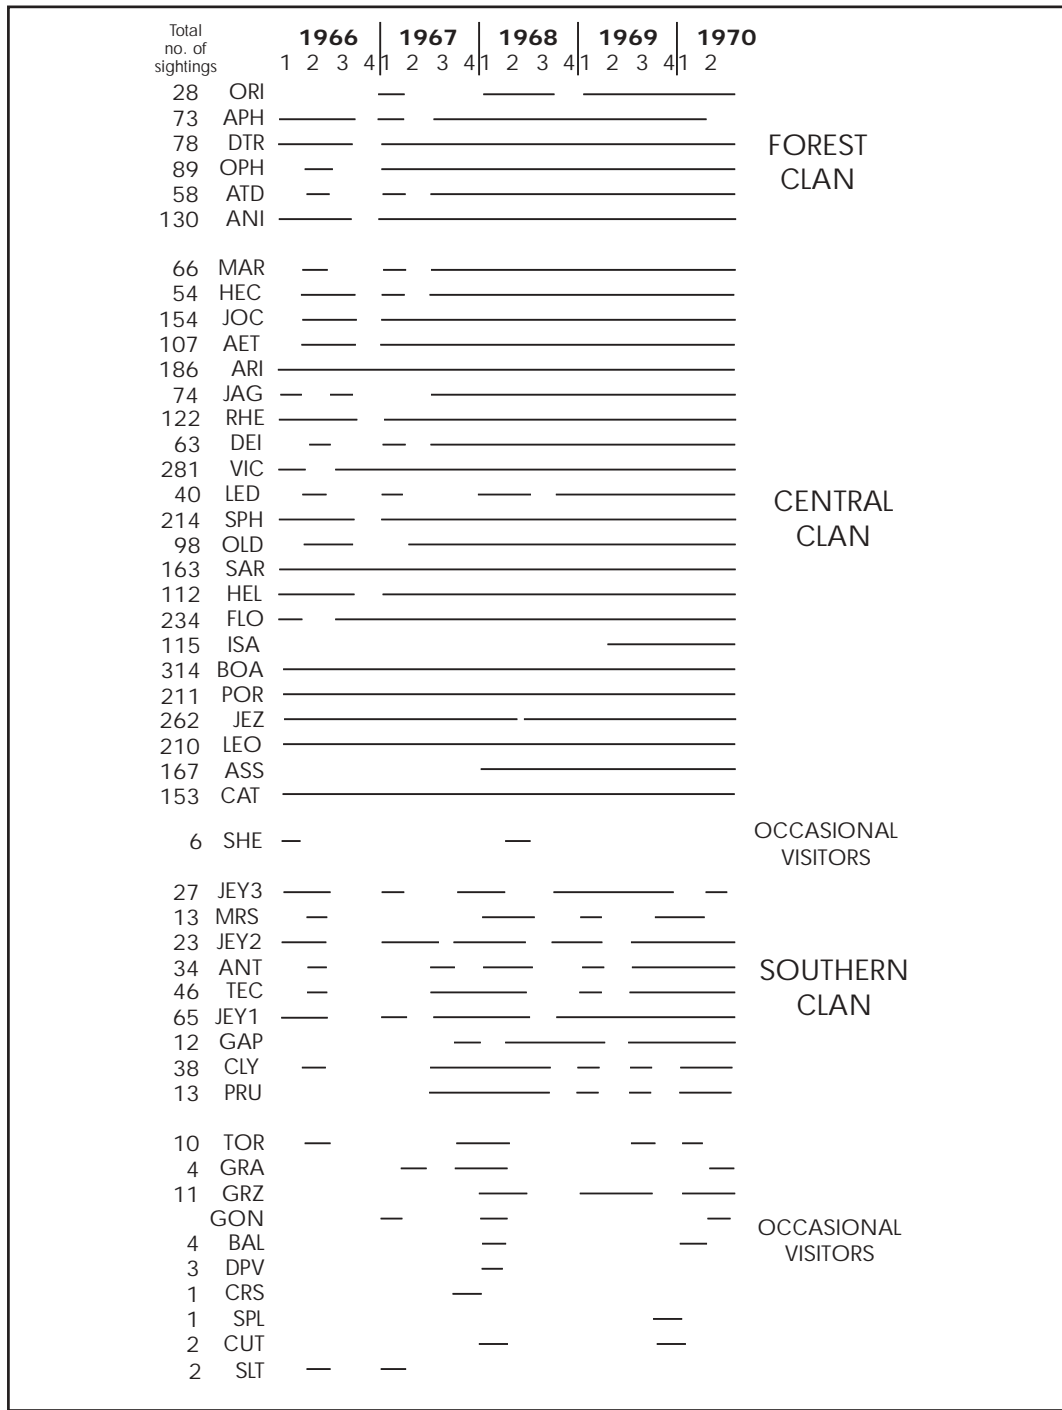 Total
no. of
sightings
1966 1967 1968 1969 1970
1 2 3 4 1 2 3 4 1 2 3 4 1 2 3 4 1 2
28 ORI
73 APH
78 DTR
89 OPH
58 ATD
130 ANI
FOREST
CLAN
66 MAR
54 HEC
154 JOC
107 AET
186 ARI
74 JAG
122 RHE
63 DEI
281 VIC
40 LED
214 SPH
98 OLD
163 SAR
112 HEL
234 FLO
115 ISA
314 BOA
211 POR
262 JEZ
210 LEO
167 ASS
153 CAT
CENTRAL
CLAN
6 SHE
OCCASIONAL
VISITORS
27 JEY3
13 MRS
23 JEY2
34 ANT
46 TEC
65 JEY1
12 GAP
38 CLY
13 PRU
SOUTHERN
CLAN
10 TOR
4 GRA
11 GRZ
GON
4 BAL
3 DPV
1 CRS
1 SPL
2 CUT
2 SLT
OCCASIONAL
VISITORS